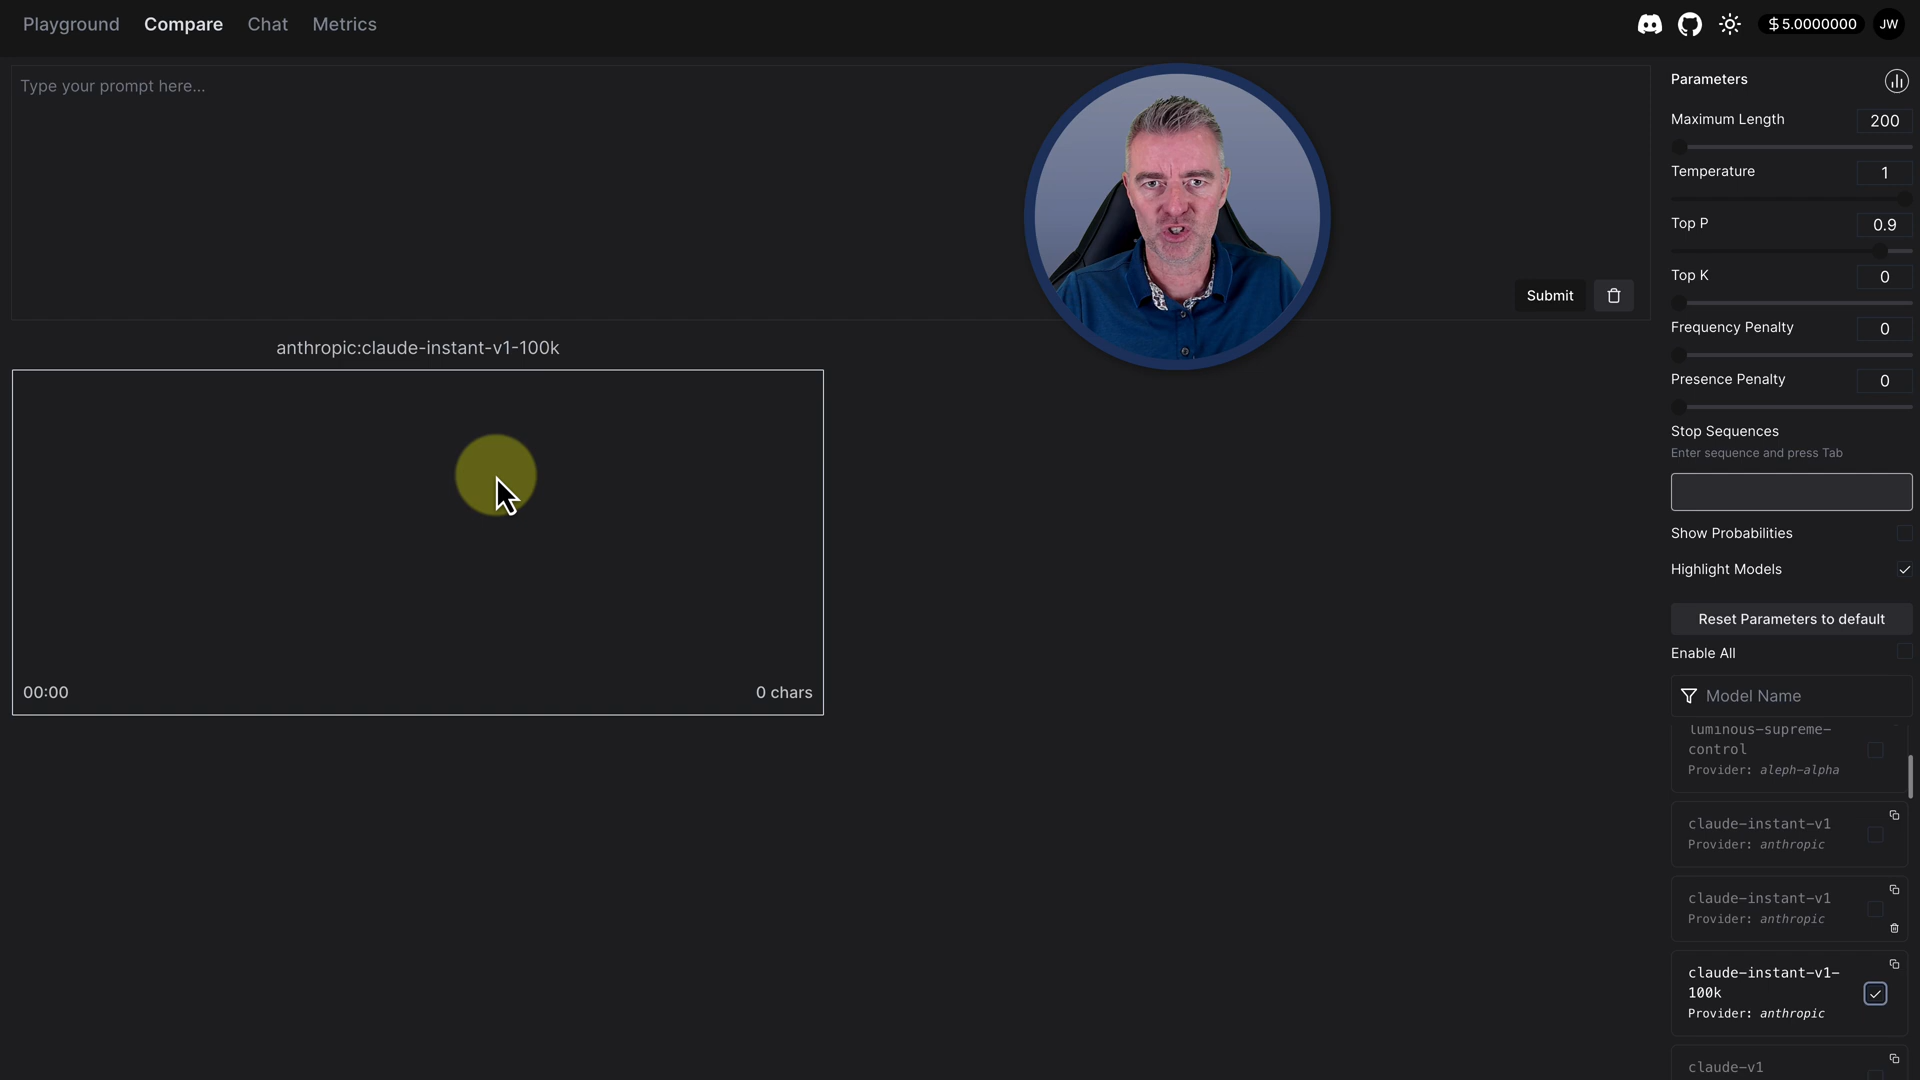 Playground Compare Chat Metrics
$5.0000000 JW
Type your prompt here...
Submit
anthropic:claude-instant-v1-100k
00:00 0 chars
Parameters
Maximum Length 200
Temperature 1
Top P 0.9
Top K 0
Frequency Penalty 0
Presence Penalty 0
Stop Sequences
Enter sequence and press Tab
Show Probabilities
Highlight Models
Reset Parameters to default
Enable All
Model Name
luminous-supreme-
control
Provider: aleph-alpha
claude-instant-v1
Provider: anthropic
claude-instant-v1
Provider: anthropic
claude-instant-v1-
100k
Provider: anthropic
claude-v1